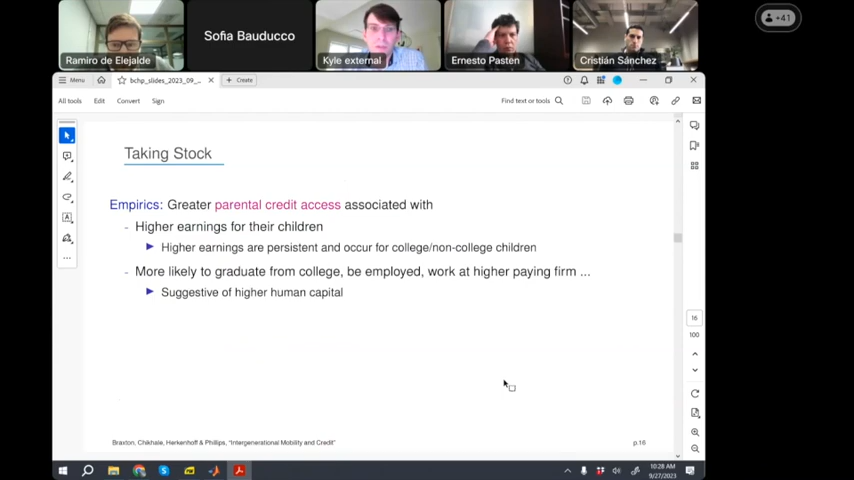 Ramiro de Elejalde
Sofia Bauducco
Kyle external
Ernesto Pasten
Cristián Sánchez
+41
Menu
bchp_slides_2023_09_...
Create
All tools
Edit
Convert
Sign
Find text or tools
Taking Stock
Empirics: Greater parental credit access associated with
- Higher earnings for their children
Higher earnings are persistent and occur for college/non-college children
- More likely to graduate from college, be employed, work at higher paying firm ...
Suggestive of higher human capital
16
100
Braxton, Chikhale, Herkenhoff & Phillips, "Intergenerational Mobility and Credit"
p.16
10:28 AM
9/27/2023